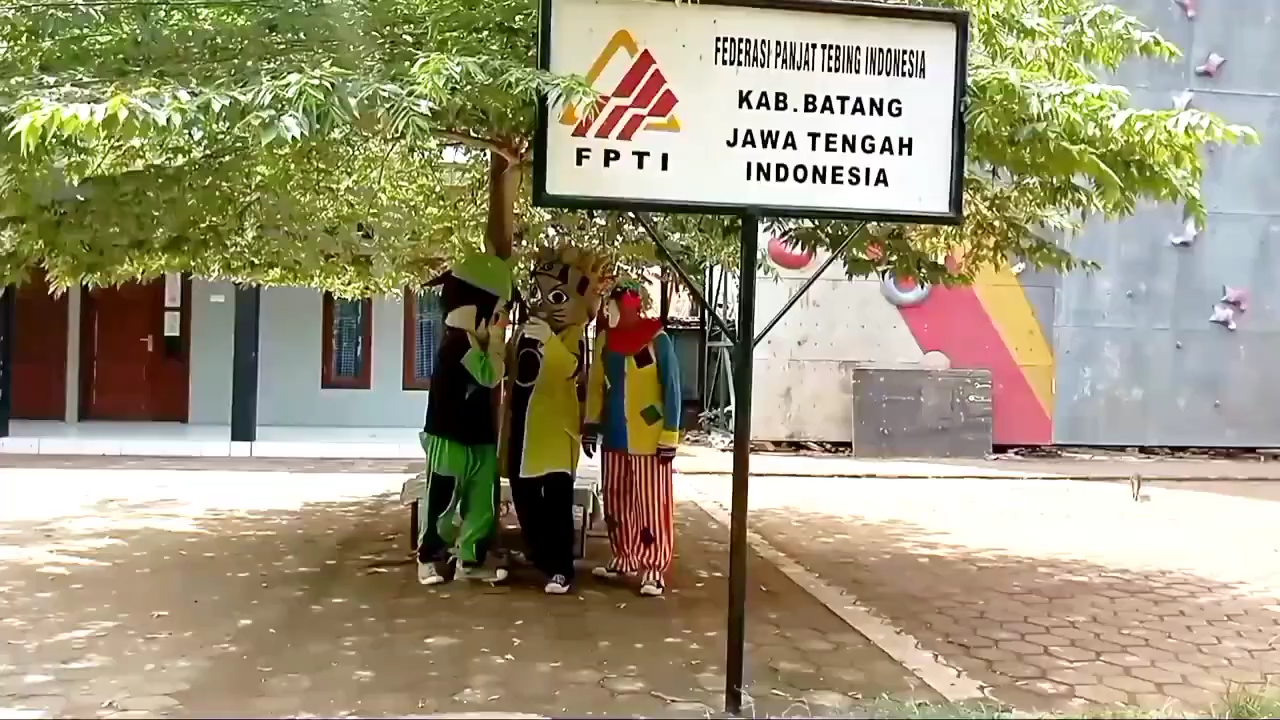 FEDERASI PANJAT TEBING INDONESIA
KAB.BATANG
JAWA TENGAH
INDONESIA
FPTI